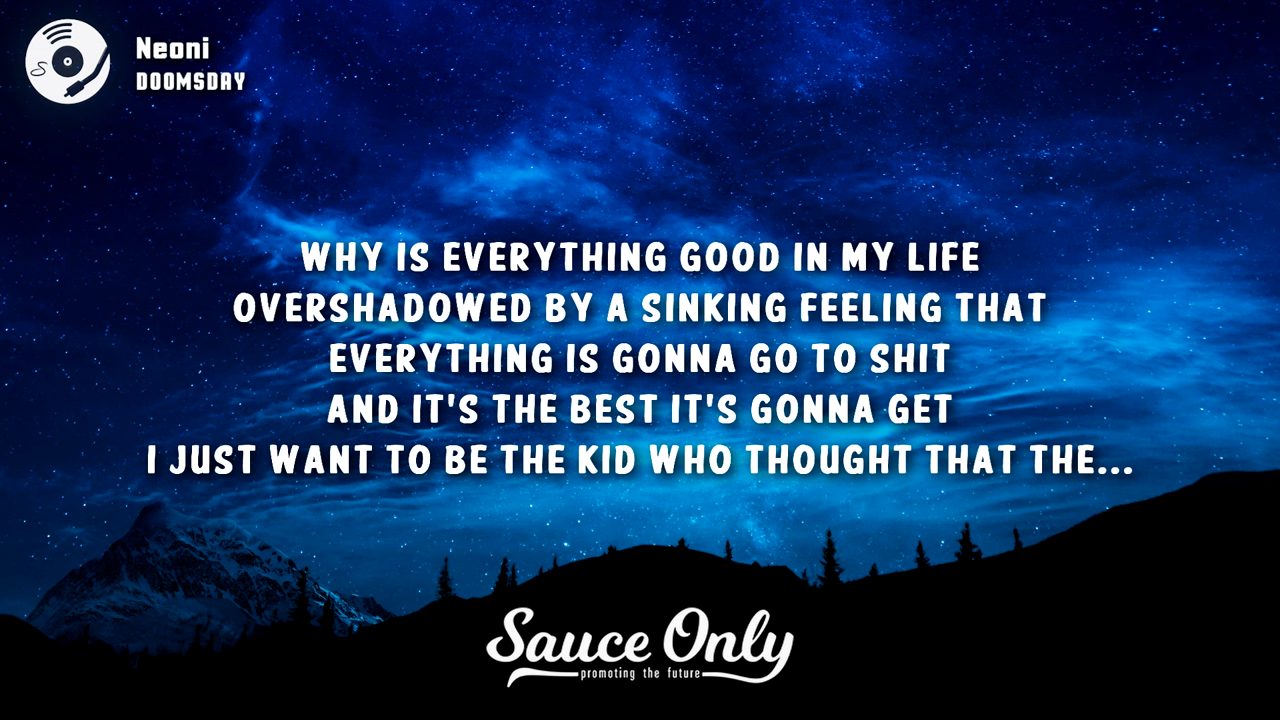 Neoni
DOOMSDAY
WHY IS EVERYTHING GOOD IN MY LIFE
OVERSHADOWED BY A SINKING FEELING THAT
EVERYTHING IS GONNA GO TO SHIT
AND IT'S THE BEST IT'S GONNA GET
I JUST WANT TO BE THE KID WHO THOUGHT THAT THE...
Sauce Only
promoting the future